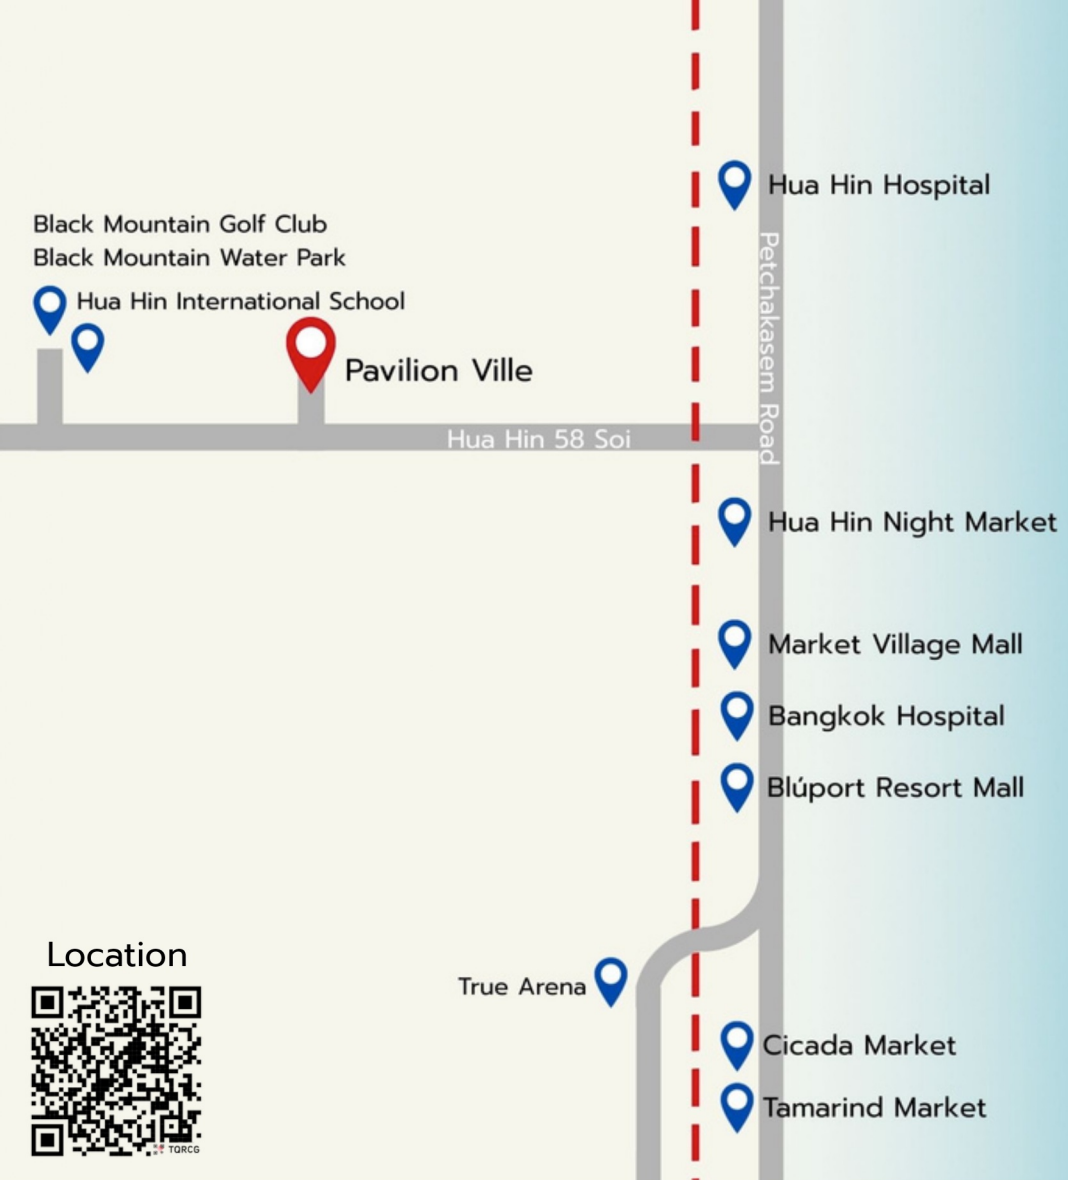 Hua Hin Hospital
Black Mountain Golf Club
Black Mountain Water Park
Hua Hin International School
Petchakasem Road
Pavilion Ville
Hua Hin 58 Soi
Hua Hin Night Market
Market Village Mall
Bangkok Hospital
Blúport Resort Mall
Location
True Arena
Cicada Market
Tamarind Market
TQRCG